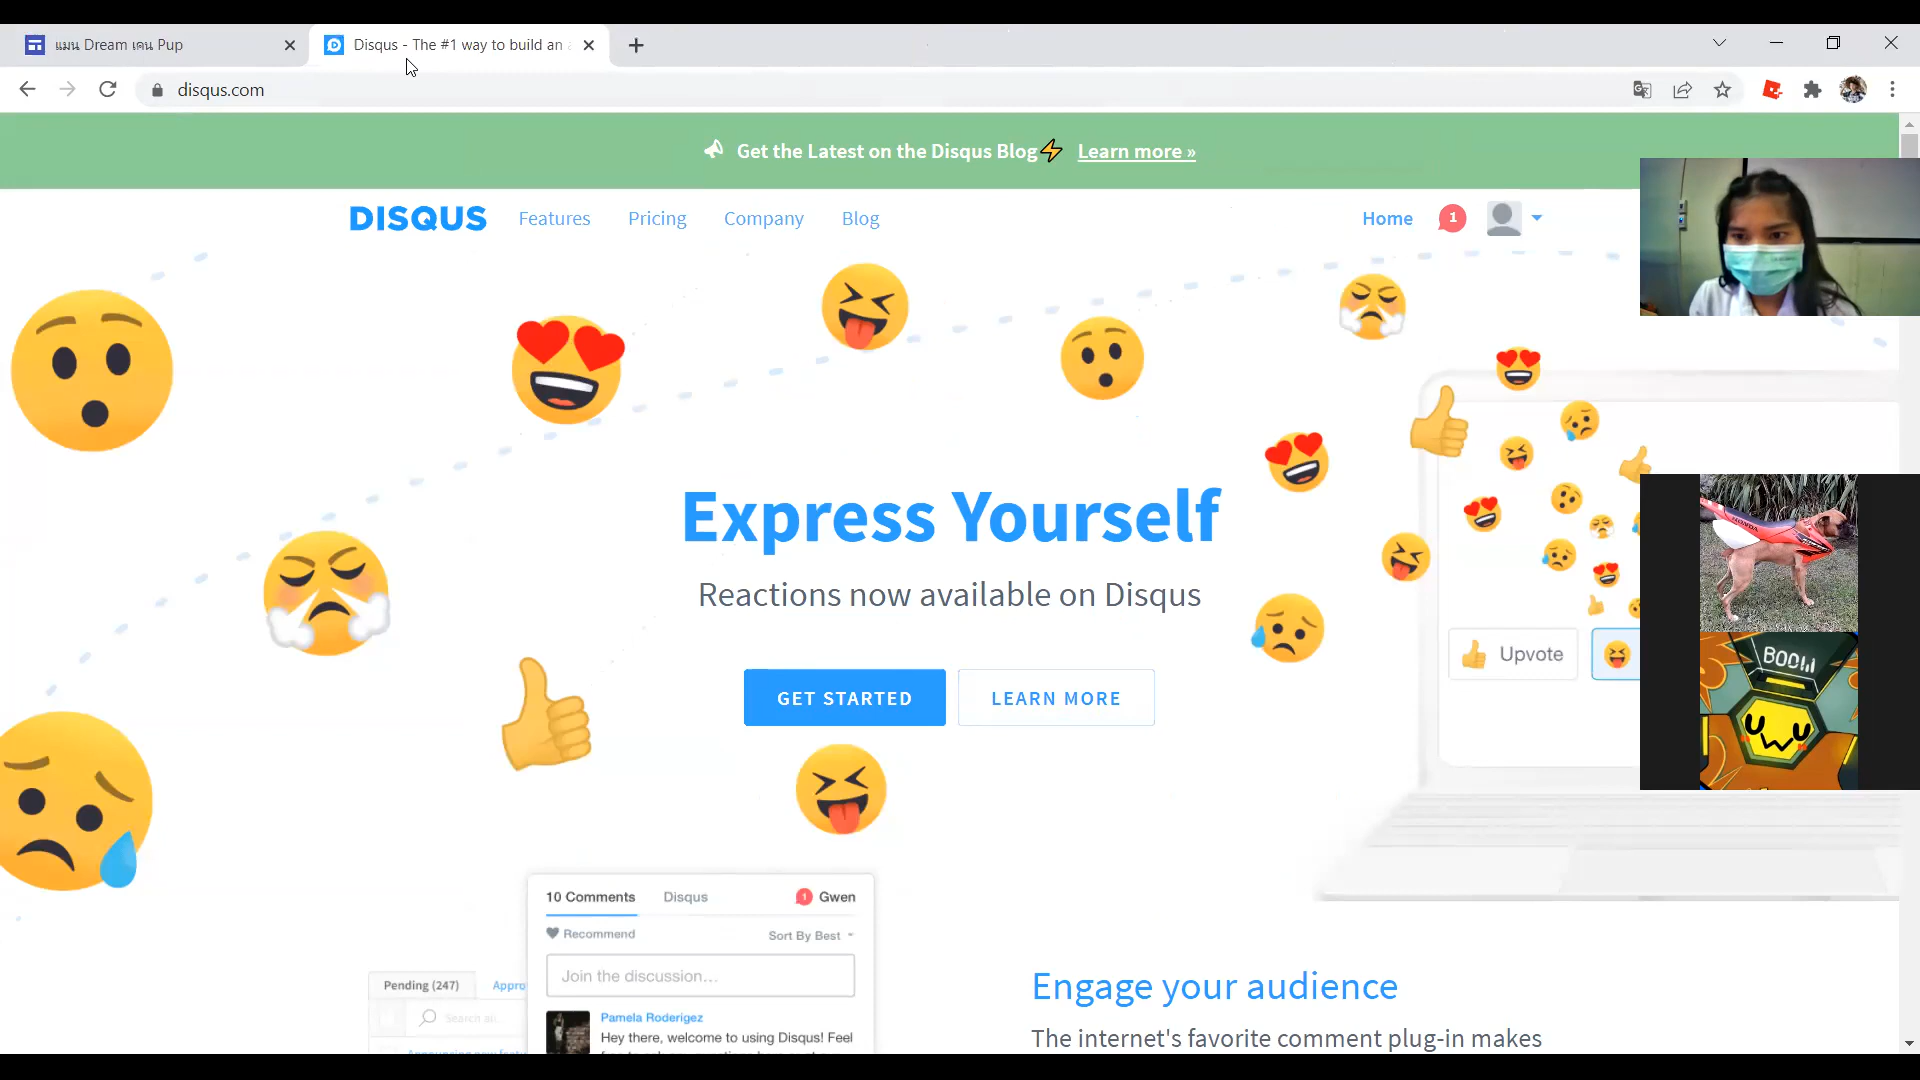 แมน Dream เดน Pup
Disqus - The #1 way to build an
disqus.com
Get the Latest on the Disqus Blog⚡ Learn more »
DISQUS Features Pricing Company Blog Home 1
Express Yourself
Reactions now available on Disqus
Upvote
BOOM
UwU
GET STARTED LEARN MORE
10 Comments Disqus 1 Gwen
Recommend Sort By Best
Join the discussion...
Pending (247) Appro
Search
Pamela Roderigez
Hey there, welcome to using Disqus! Feel
Engage your audience
The internet's favorite comment plug-in makes